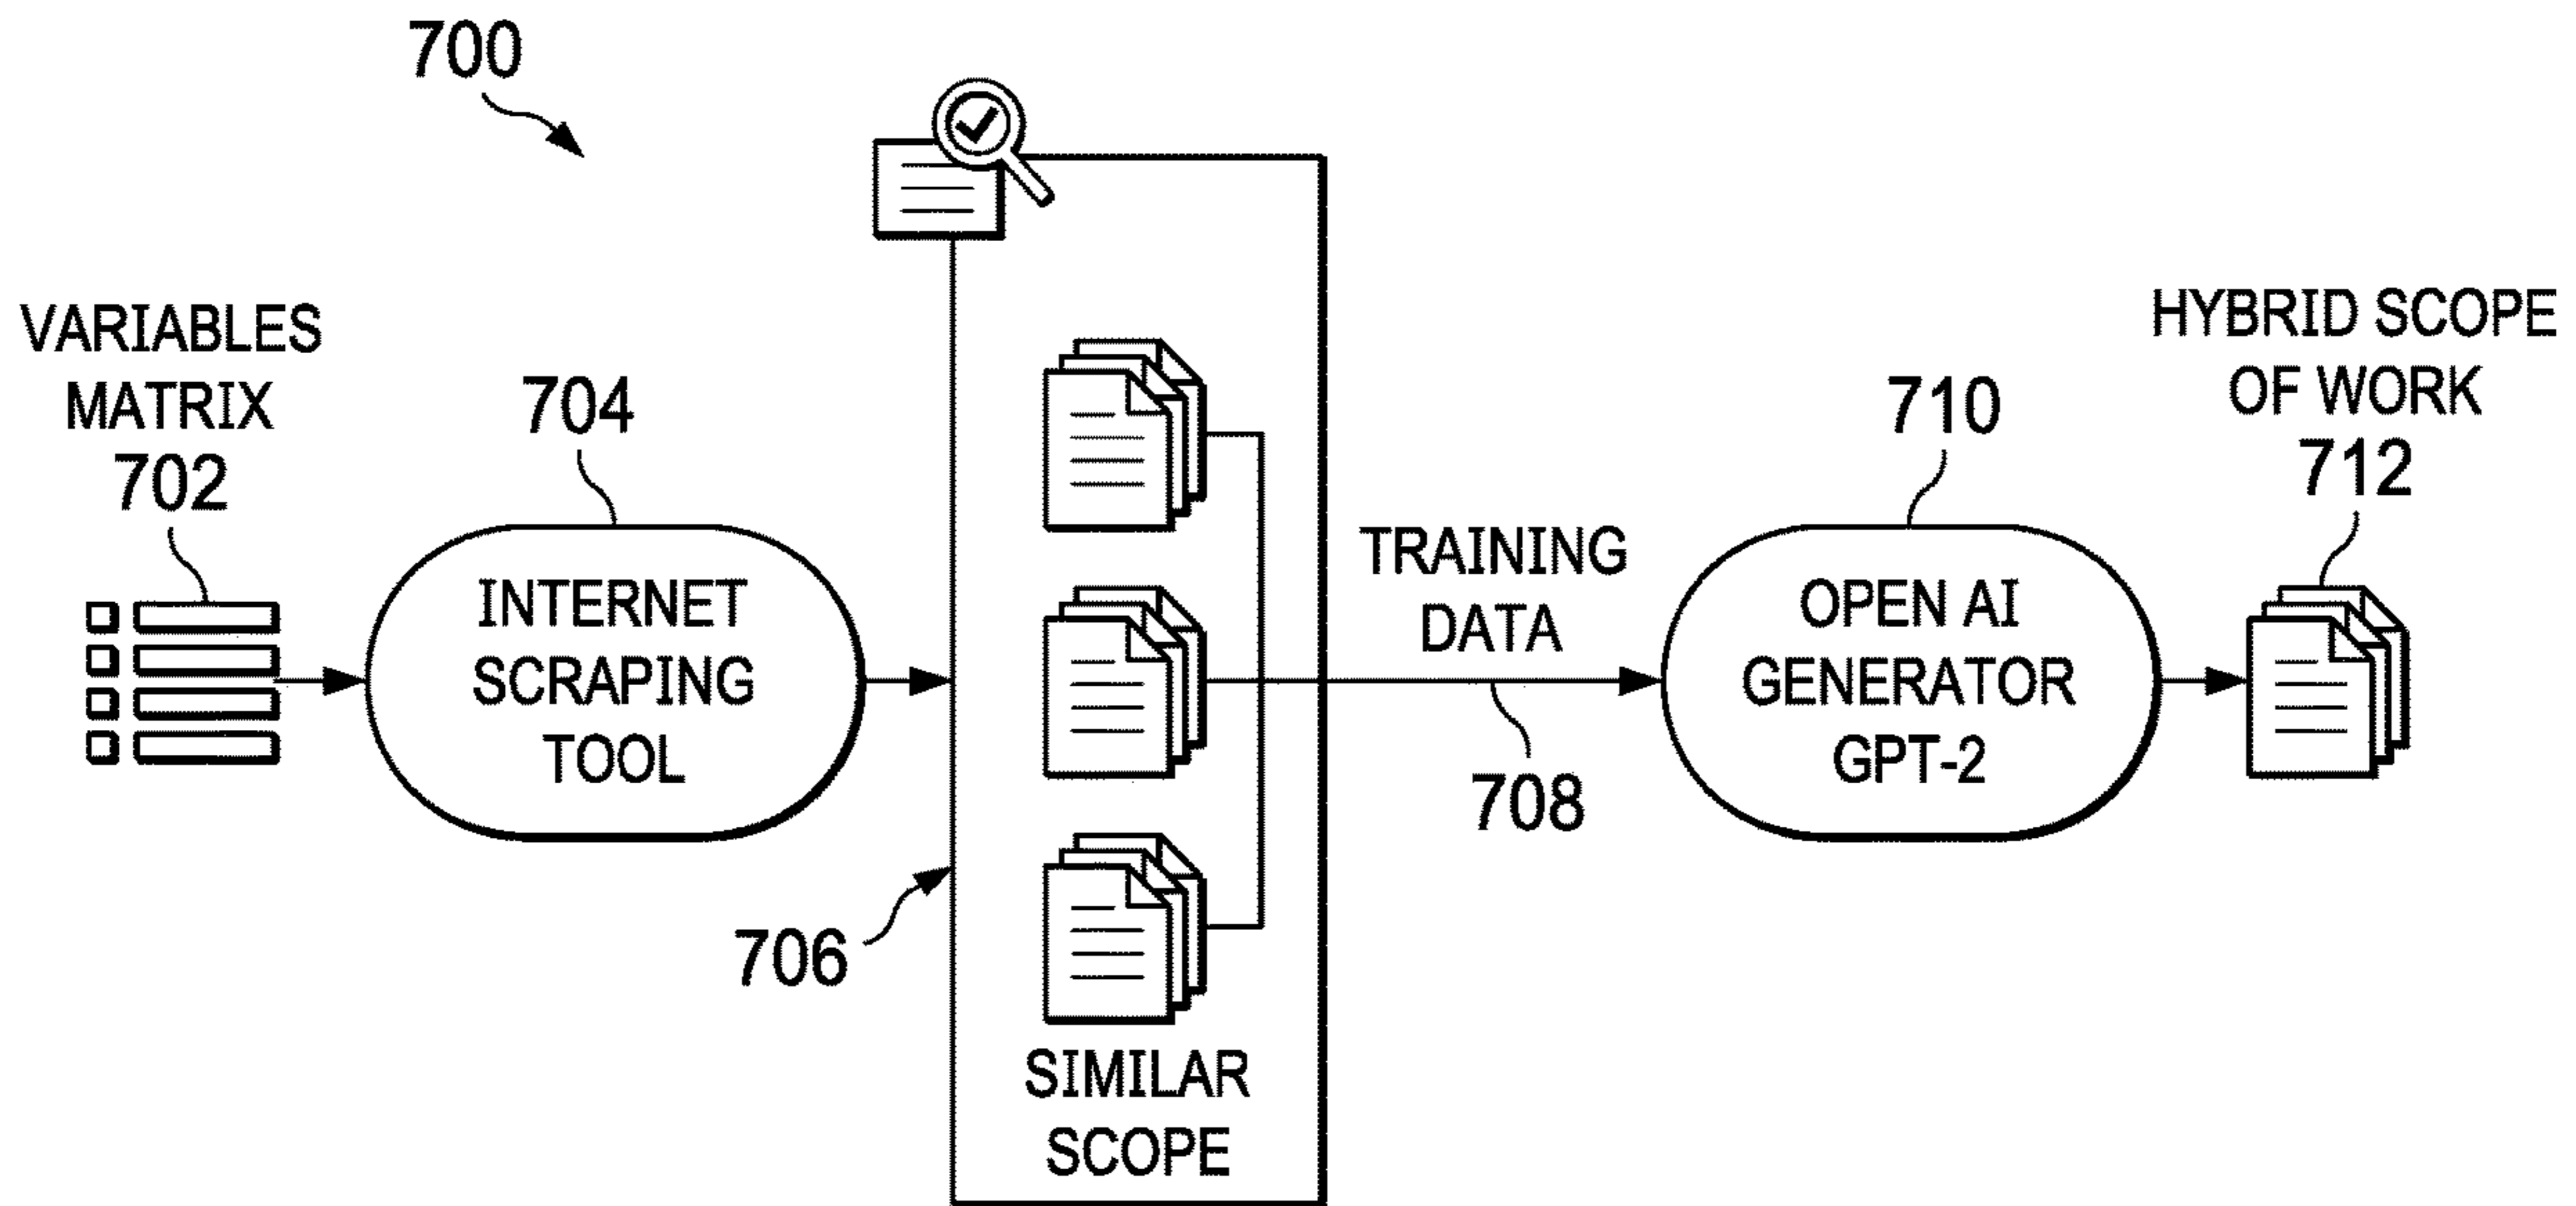 700
VARIABLES
MATRIX
702
704
INTERNET
SCRAPING
TOOL
706
SIMILAR
SCOPE
TRAINING
DATA
708
710
OPEN AI
GENERATOR
GPT-2
HYBRID SCOPE
OF WORK
712